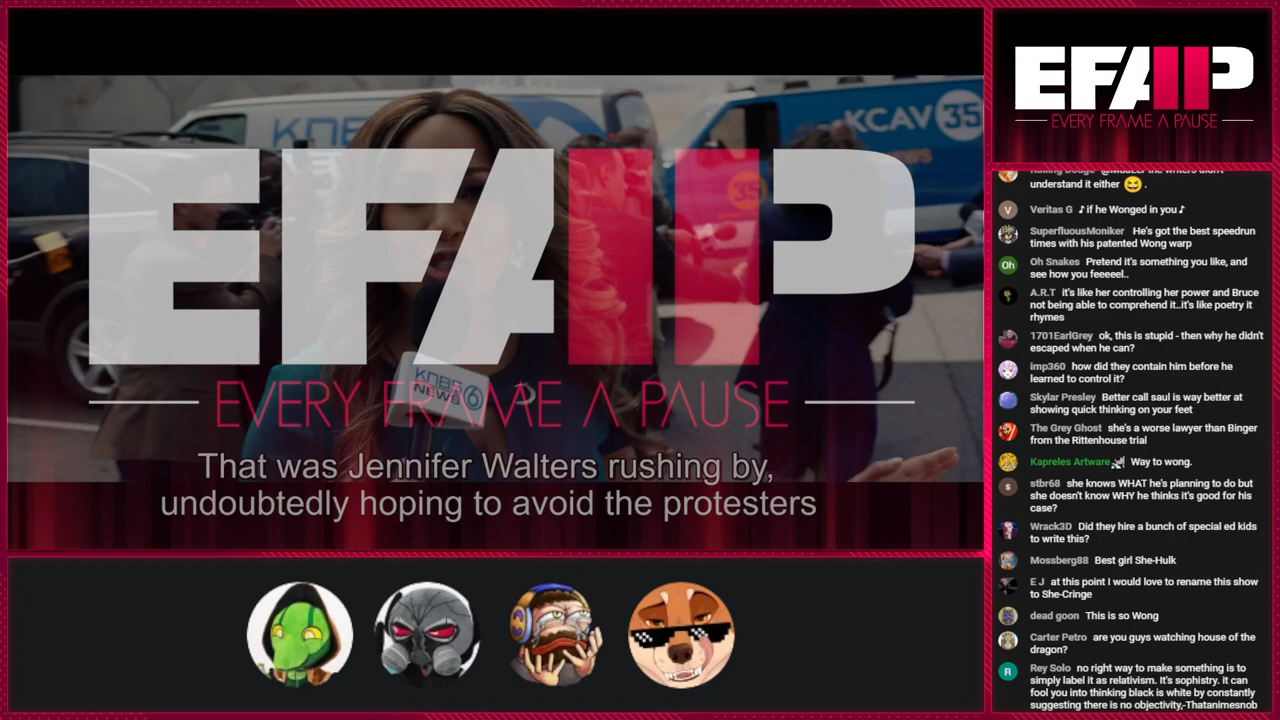 EFAP
EVERY FRAME A PAUSE
KCAV 35
35
KNBS 6
NEWS
That was Jennifer Walters rushing by,
undoubtedly hoping to avoid the protesters
EFAP
EVERY FRAME A PAUSE
understand it either 😆 .
Veritas G ♪ if he Wonged in you ♪
SuperfluousMoniker He's got the best speedrun
times with his patented Wong warp
Oh Snakes Pretend it's something you like, and
see how you feeeeel..
A.R.T it's like her controlling her power and Bruce
not being able to comprehend it..it's like poetry it
rhymes
1701EarlGrey ok, this is stupid - then why he didn't
escaped when he can?
imp360 how did they contain him before he
learned to control it?
Skylar Presley Better call saul is way better at
showing quick thinking on your feet
The Grey Ghost she's a worse lawyer than Binger
from the Rittenhouse trial
Kapreles Artware Way to wong.
stbr68 she knows WHAT he's planning to do but
she doesn't know WHY he thinks it's good for his
case?
Wrack3D Did they hire a bunch of special ed kids
to write this?
Mossberg88 Best girl She-Hulk
E J at this point I would love to rename this show
to She-Cringe
dead goon This is so Wong
Carter Petro are you guys watching house of the
dragon?
Rey Solo no right way to make something is to
simply label it as relativism. It's sophistry. it can
fool you into thinking black is white by constantly
suggesting there is no objectivity,-Thatanimesnob
V
Oh
s
R